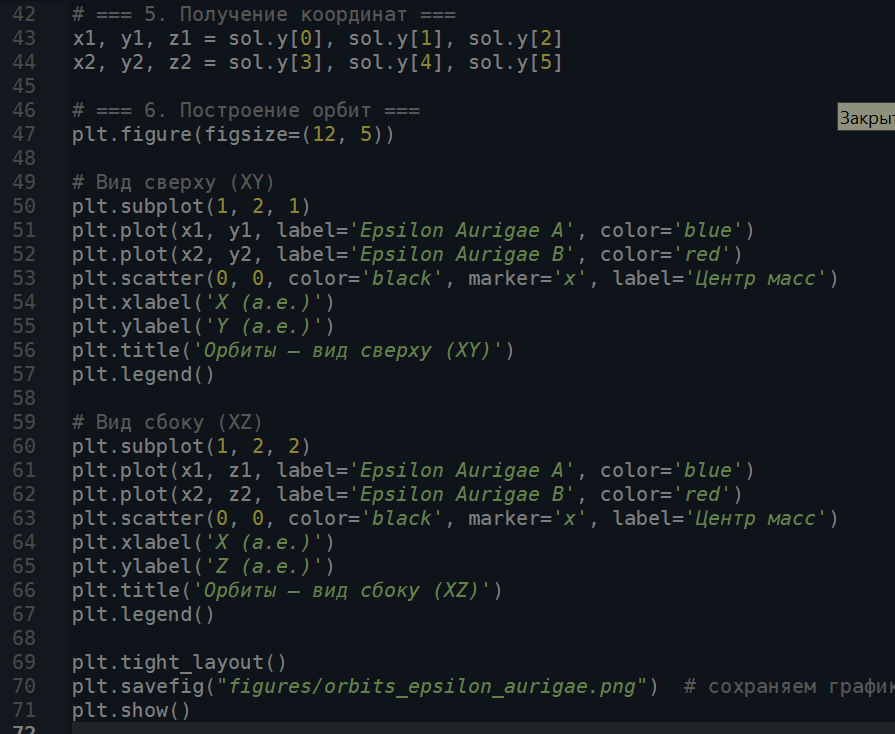 42 # === 5. Получение координат ===
43 x1, y1, z1 = sol.y[0], sol.y[1], sol.y[2]
44 x2, y2, z2 = sol.y[3], sol.y[4], sol.y[5]
45
46 # === 6. Построение орбит ===
47 plt.figure(figsize=(12, 5))
Закрыт
48
49 # Вид сверху (XY)
50 plt.subplot(1, 2, 1)
51 plt.plot(x1, y1, label='Epsilon Aurigae A', color='blue')
52 plt.plot(x2, y2, label='Epsilon Aurigae B', color='red')
53 plt.scatter(0, 0, color='black', marker='x', label='Центр масс')
54 plt.xlabel('X (а.е.)')
55 plt.ylabel('Y (а.е.)')
56 plt.title('Орбиты — вид сверху (XY)')
57 plt.legend()
58
59 # Вид сбоку (XZ)
60 plt.subplot(1, 2, 2)
61 plt.plot(x1, z1, label='Epsilon Aurigae A', color='blue')
62 plt.plot(x2, z2, label='Epsilon Aurigae B', color='red')
63 plt.scatter(0, 0, color='black', marker='x', label='Центр масс')
64 plt.xlabel('X (а.е.)')
65 plt.ylabel('Z (а.е.)')
66 plt.title('Орбиты — вид сбоку (XZ)')
67 plt.legend()
68
69 plt.tight_layout()
70 plt.savefig("figures/orbits_epsilon_aurigae.png") # сохраняем график
71 plt.show()
72